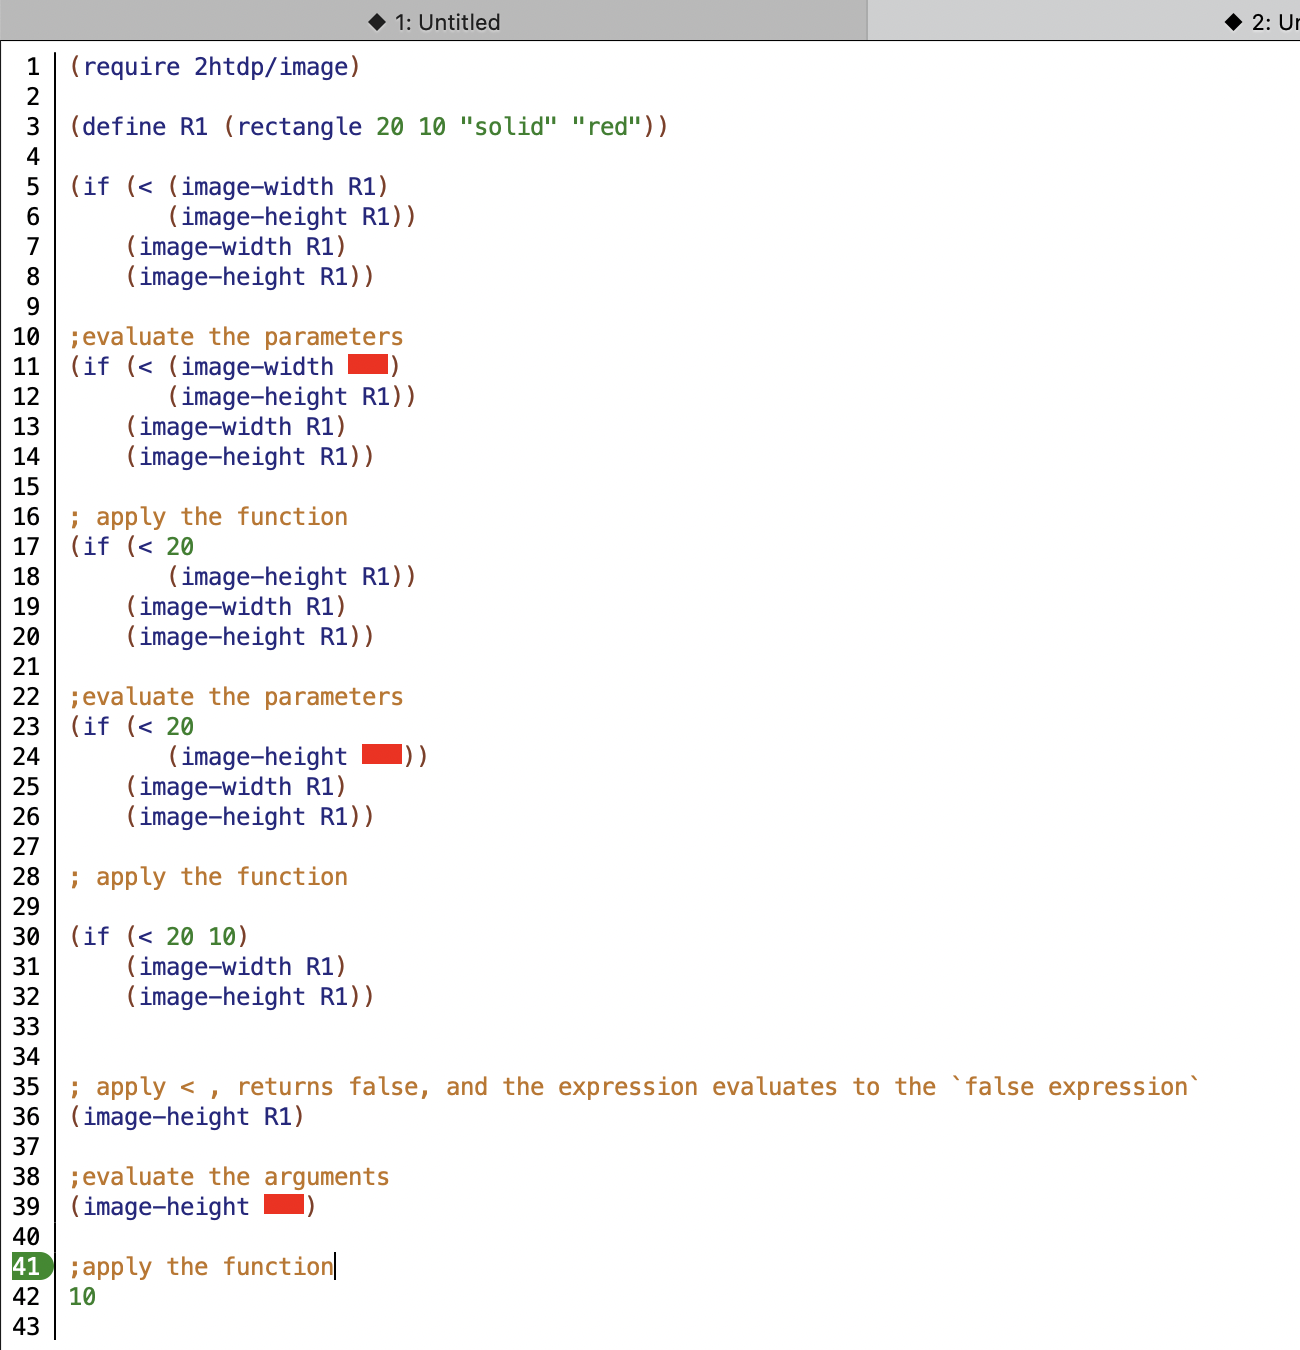 ◆ 1: Untitled
◆ 2:
1 (require 2htdp/image)
2
3 (define R1 (rectangle 20 10 "solid" "red"))
4
5 (if (< (image-width R1)
6        (image-height R1))
7     (image-width R1)
8     (image-height R1))
9
10 ;evaluate the parameters
11 (if (< (image-width )
12        (image-height R1))
13     (image-width R1)
14     (image-height R1))
15
16 ; apply the function
17 (if (< 20
18        (image-height R1))
19     (image-width R1)
20     (image-height R1))
21
22 ;evaluate the parameters
23 (if (< 20
24        (image-height ))
25     (image-width R1)
26     (image-height R1))
27
28 ; apply the function
29
30 (if (< 20 10)
31     (image-width R1)
32     (image-height R1))
33
34
35 ; apply < , returns false, and the expression evaluates to the `false expression`
36 (image-height R1)
37
38 ;evaluate the arguments
39 (image-height )
40
41 ;apply the function
42 10
43